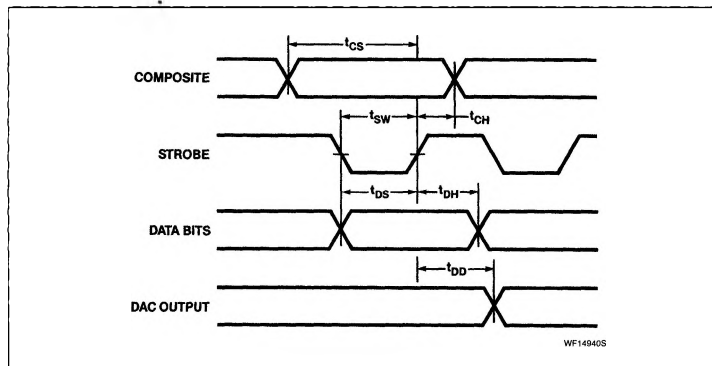 tCS
COMPOSITE
tSW
tCH
STROBE
tDS
tDH
DATA BITS
tDD
DAC OUTPUT
WF14940S